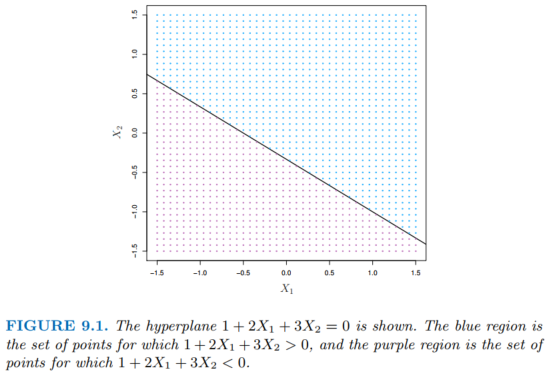 1.5
1.0
0.5
0.0
−0.5
−1.0
−1.5
X₂
−1.5 −1.0 −0.5 0.0 0.5 1.0 1.5
X₁
FIGURE 9.1. The hyperplane 1 + 2X₁ + 3X₂ = 0 is shown. The blue region is
the set of points for which 1 + 2X₁ + 3X₂ > 0, and the purple region is the set of
points for which 1 + 2X₁ + 3X₂ < 0.